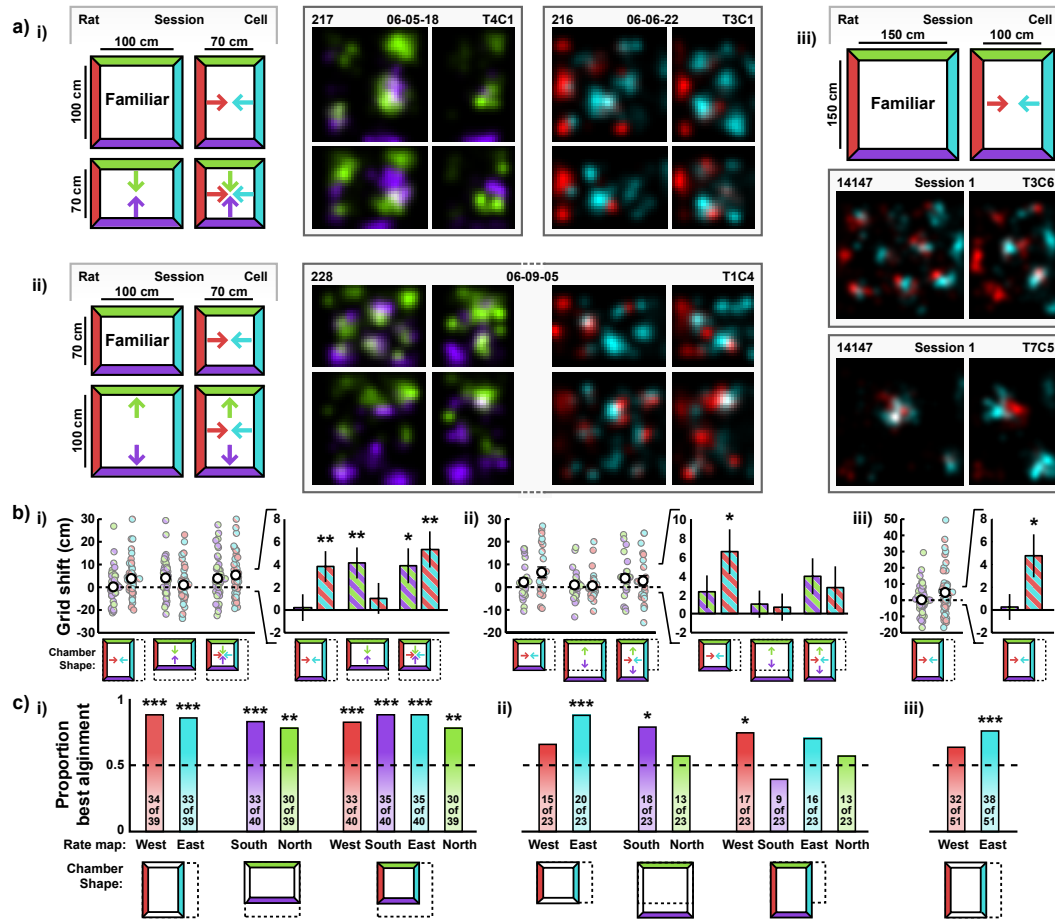 a) i)
Rat Session Cell
100 cm 70 cm
100 cm
Familiar
70 cm
217 06-05-18 T4C1
216 06-06-22 T3C1
iii)
Rat Session Cell
150 cm 100 cm
150 cm
Familiar
14147 Session 1 T3C6
14147 Session 1 T7C5
ii)
Rat Session Cell
100 cm 70 cm
70 cm
Familiar
100 cm
228 06-09-05 T1C4
b) i)
Grid shift (cm)
30
20
10
0
-10
-20
-30
8
6
4
2
0
-2
** ** * **
Chamber
Shape:
ii)
30
20
10
0
-10
-20
10
8
6
4
2
0
-2
*
iii)
50
40
30
20
10
0
-10
-20
8
6
4
2
0
-2
*
c) i)
Proportion
best alginment
1
0.5
0
*** *** *** ** *** *** *** **
34 of 39
33 of 39
33 of 40
30 of 39
33 of 40
35 of 40
35 of 40
30 of 39
Rate map: West East South North West South East North
Chamber
Shape:
ii)
*** * *
15 of 23
20 of 23
18 of 23
13 of 23
17 of 23
9 of 23
16 of 23
13 of 23
West East South North West South East North
iii)
***
32 of 51
38 of 51
West East